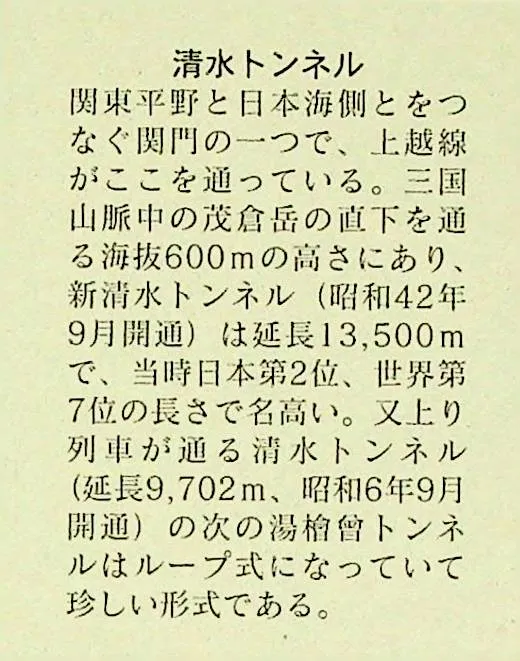 清水トンネル
関東平野と日本海側とをつ
なぐ関門の一つで、上越線
がここを通っている。三国
山脈中の茂倉岳の直下を通
る海抜600mの高さにあり、
新清水トンネル（昭和42年
9月開通）は延長13,500m
で、当時日本第2位、世界第
7位の長さで名高い。又上り
列車が通る清水トンネル
(延長9,702m、昭和6年9月
開通）の次の湯檜曾トンネ
ルはループ式になっていて
珍しい形式である。